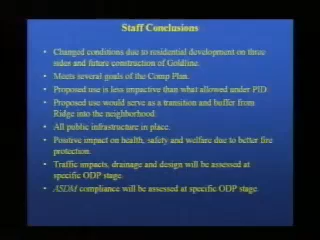 Staff Conclusions
• Changed conditions due to residential development on three
sides and future construction of Goldline.
• Meets several goals of the Comp Plan.
• Proposed use is less impactive than what allowed under PID
• Proposed use would serve as a transition and buffer from
Ridge into the neighborhood.
• All public infrastructure in place.
• Positive impact on health, safety and welfare due to better fire
protection.
• Traffic impacts, drainage and design will be assessed at
specific ODP stage.
• ASDM compliance will be assessed at specific ODP stage.